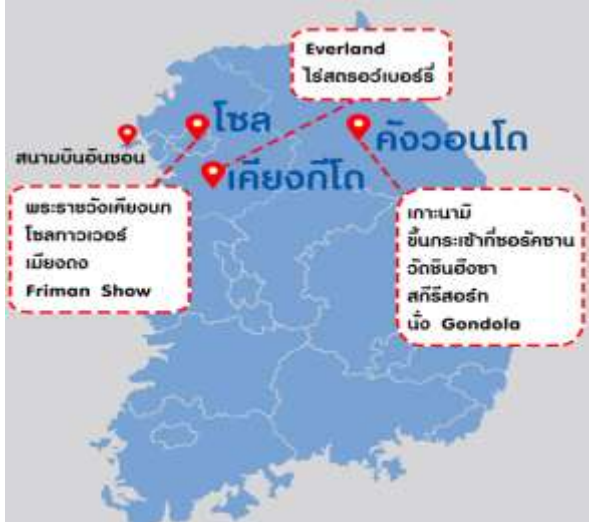 Everland
ไร่สตรอว์เบอร์รี่
โซล
คังวอนโด
สนามบินอินชอน
เคียงกีโด
พระราชวังเคียงบก
โซลทาวเวอร์
เมียงดง
Friman Show
เกาะนามิ
ขึ้นกระเช้าที่ซอรัคซาน
วัดชินฮึงซา
สกีรีสอร์ท
นั่ง Gondola